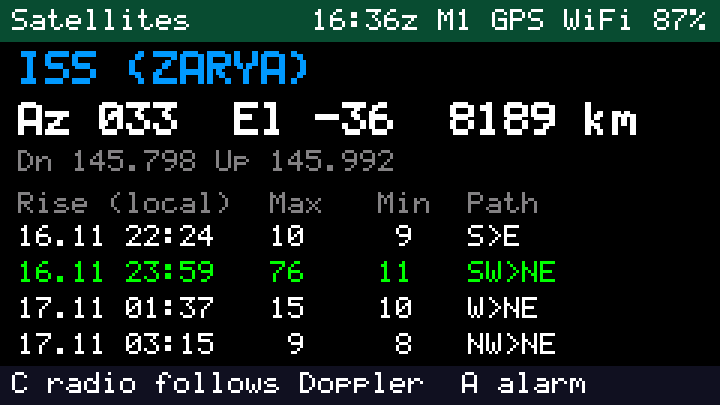 Satellites 16:36z M1 GPS WiFi 87%
ISS (ZARYA)
Az 033 El -36 8189 km
Dn 145.798 Up 145.992
Rise (local) Max Min Path
16.11 22:24 10 9 S>E
16.11 23:59 76 11 SW>NE
17.11 01:37 15 10 W>NE
17.11 03:15 9 8 NW>NE
C radio follows Doppler A alarm